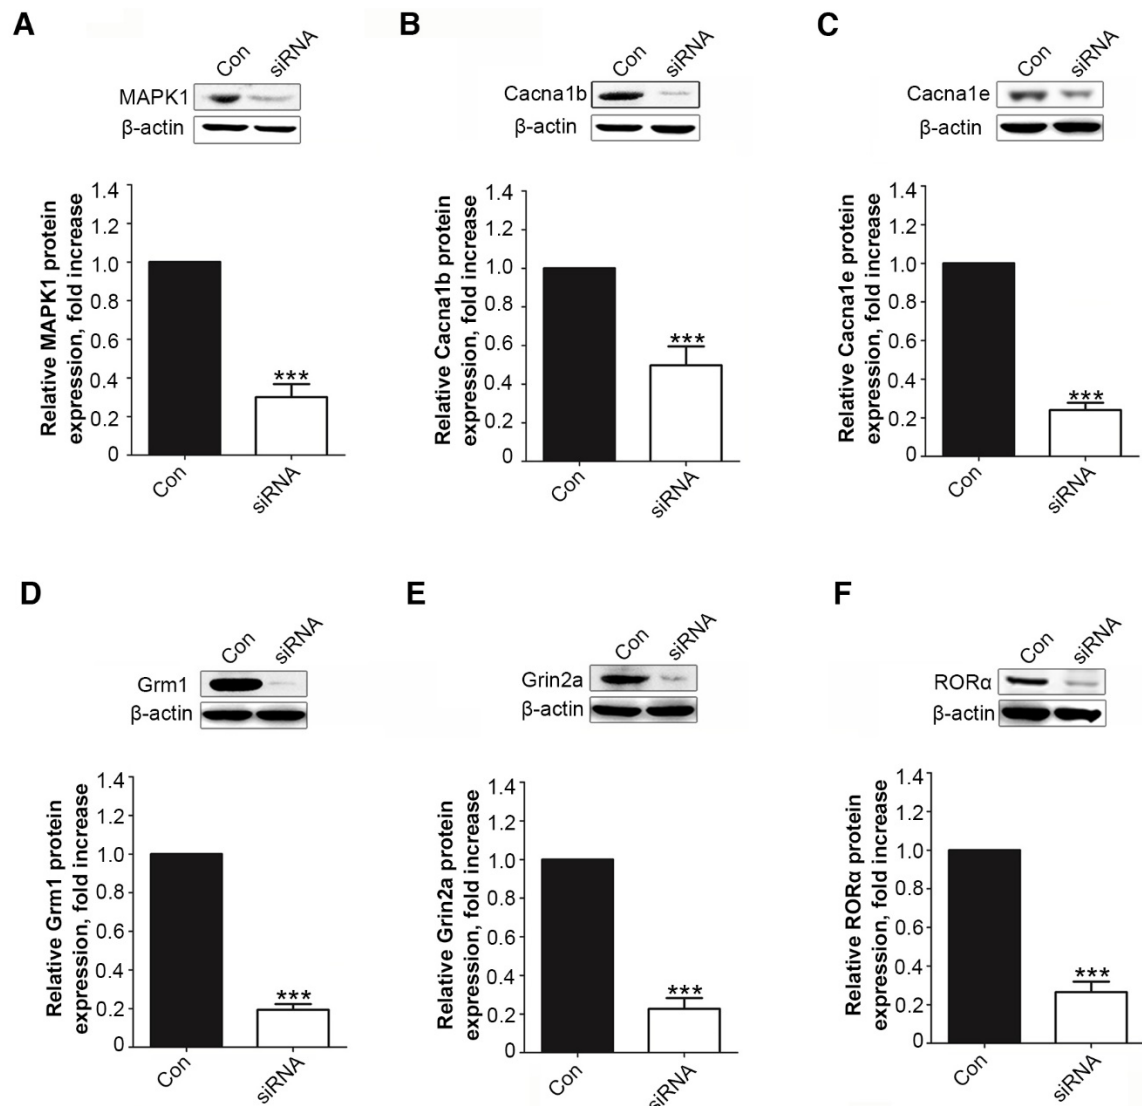 A
Con siRNA
MAPK1
β-actin
Relative MAPK1 protein
expression, fold increase
1.4
1.2
1.0
0.8
0.6
0.4
0.2
0
***
Con siRNA
B
Con siRNA
Cacna1b
β-actin
Relative Cacna1b protein
expression, fold increase
1.4
1.2
1.0
0.8
0.6
0.4
0.2
0
***
Con siRNA
C
Con siRNA
Cacna1e
β-actin
Relative Cacna1e protein
expression, fold increase
1.4
1.2
1.0
0.8
0.6
0.4
0.2
0
***
Con siRNA
D
Con siRNA
Grm1
β-actin
Relative Grm1 protein
expression, fold increase
1.4
1.2
1.0
0.8
0.6
0.4
0.2
0
***
Con siRNA
E
Con siRNA
Grin2a
β-actin
Relative Grin2a protein
expression, fold increase
1.4
1.2
1.0
0.8
0.6
0.4
0.2
0
***
Con siRNA
F
Con siRNA
RORα
β-actin
Relative RORα protein
expression, fold increase
1.4
1.2
1.0
0.8
0.6
0.4
0.2
0
***
Con siRNA